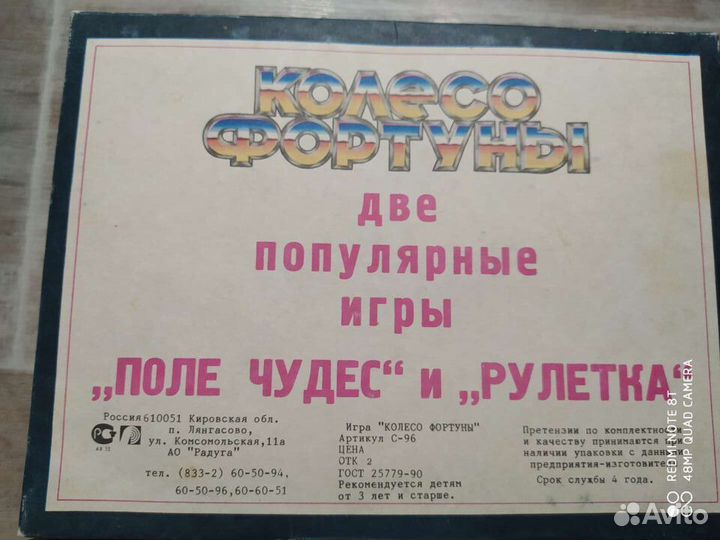 КОЛЕСО
ФОРТУНЫ
ДВЕ
ПОПУЛЯРНЫЕ
ИГРЫ
„ПОЛЕ ЧУДЕС“ и „РУЛЕТКА“
Россия 610051 Кировская обл.
п. Лянгасово,
ул. Комсомольская,11а
АО "Радуга"
тел. (833-2) 60-50-94,
60-50-96,60-60-51
Игра "КОЛЕСО ФОРТУНЫ"
Артикул С-96
ЦЕНА
ОТК 2
ГОСТ 25779-90
Рекомендуется детям
от 3 лет и старше.
Претензии по комплектности
и качеству принимаются при
наличии упаковки с данными
предприятия-изготовител
Срок службы 4 года.
REDMI NOTE 8T
48MP QUAD CAMERA
Avito